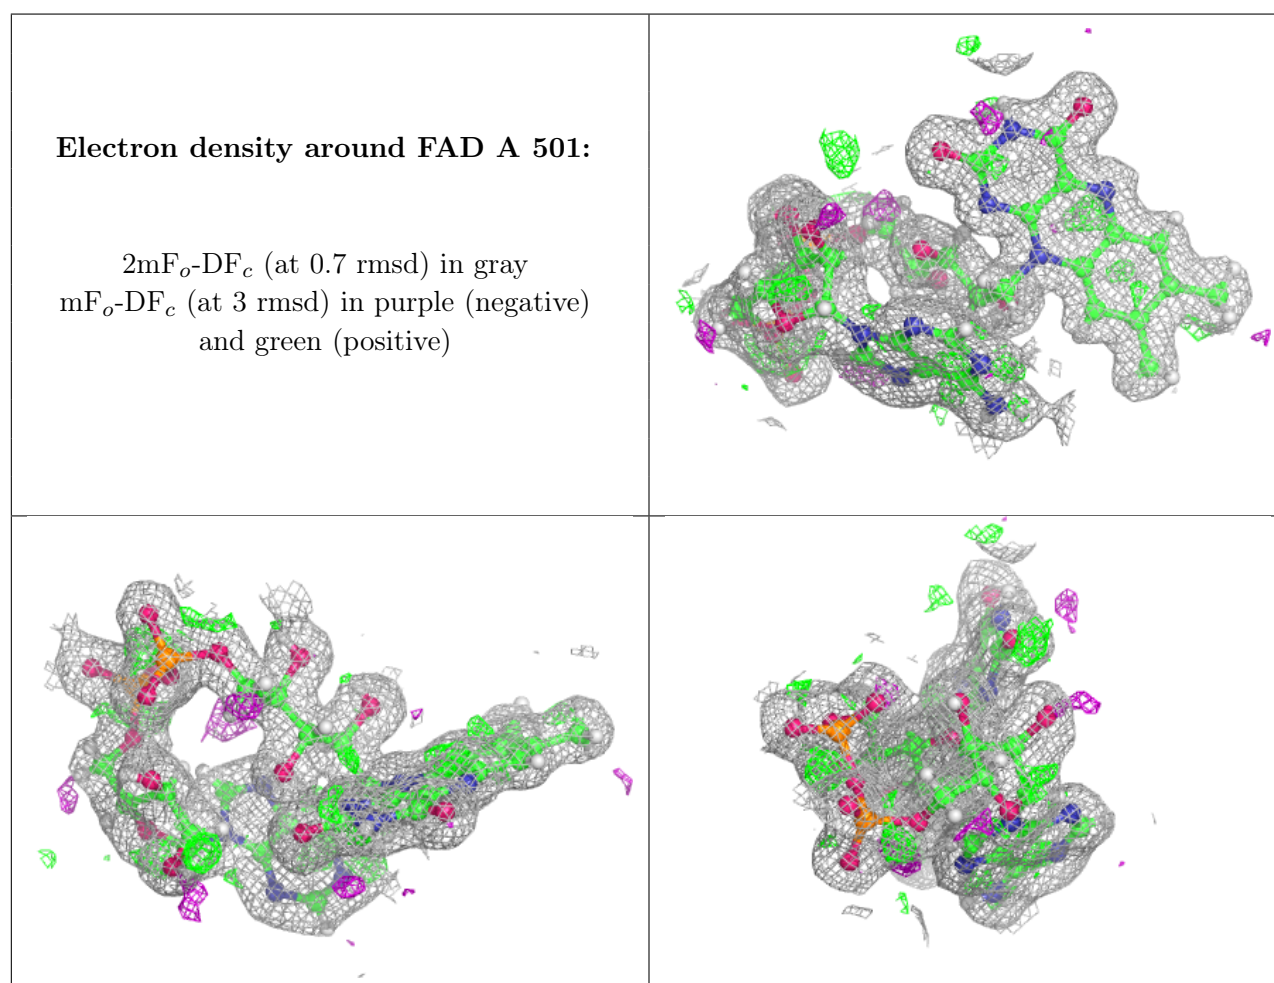 Electron density around FAD A 501:
2mFₒ-DF𝒸 (at 0.7 rmsd) in gray
mFₒ-DF𝒸 (at 3 rmsd) in purple (negative)
and green (positive)